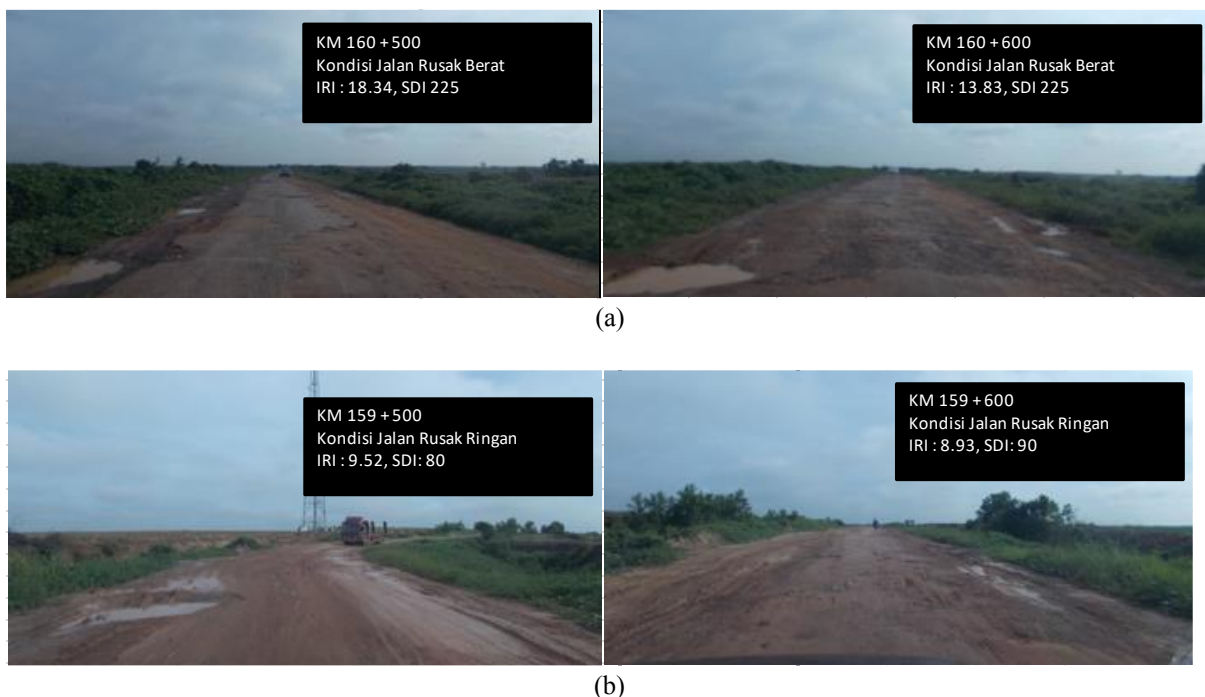 KM 160+500
Kondisi Jalan Rusak Berat
IRI : 18.34, SDI 225
KM 160+600
Kondisi Jalan Rusak Berat
IRI : 13.83, SDI 225
(a)
KM 159+500
Kondisi Jalan Rusak Ringan
IRI : 9.52, SDI: 80
KM 159+600
Kondisi Jalan Rusak Ringan
IRI : 8.93, SDI: 90
(b)